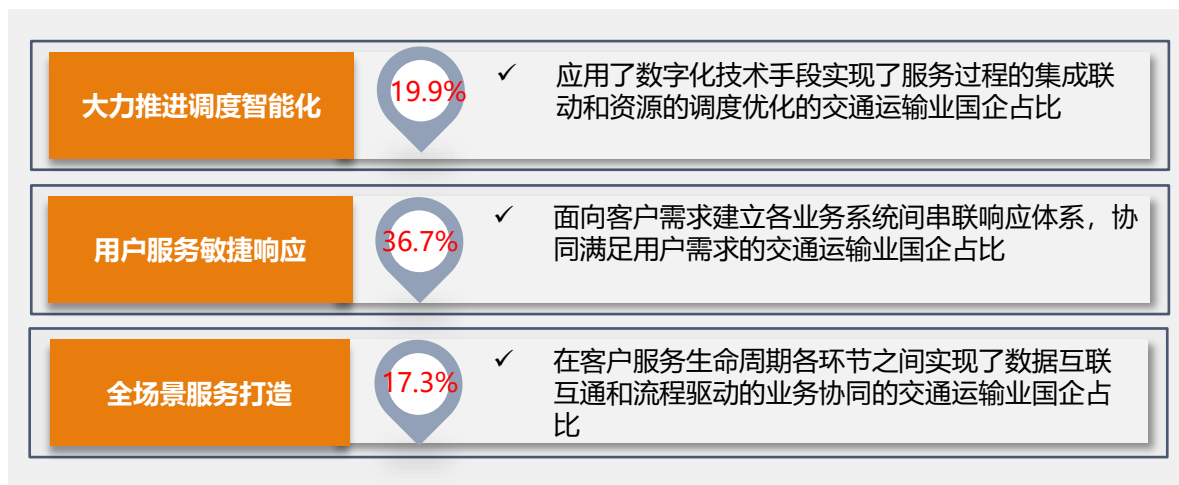 大力推进调度智能化
19.9%
✓ 应用了数字化技术手段实现了服务过程的集成联
动和资源的调度优化的交通运输业国企占比
用户服务敏捷响应
36.7%
✓ 面向客户需求建立各业务系统间串联响应体系，协
同满足用户需求的交通运输业国企占比
全场景服务打造
17.3%
✓ 在客户服务生命周期各环节之间实现了数据互联
互通和流程驱动的业务协同的交通运输业国企占
比